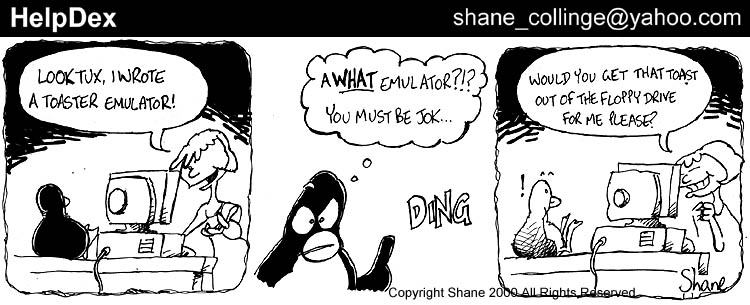 HelpDex
shane_collinge@yahoo.com
LOOK TUX, I WROTE
A TOASTER EMULATOR!
A WHAT EMULATOR?!?
YOU MUST BE JOK...
DING
WOULD YOU GET THAT TOAST
OUT OF THE FLOPPY DRIVE
FOR ME PLEASE?
!
Shane
Copyright Shane 2000 All Rights Reserved